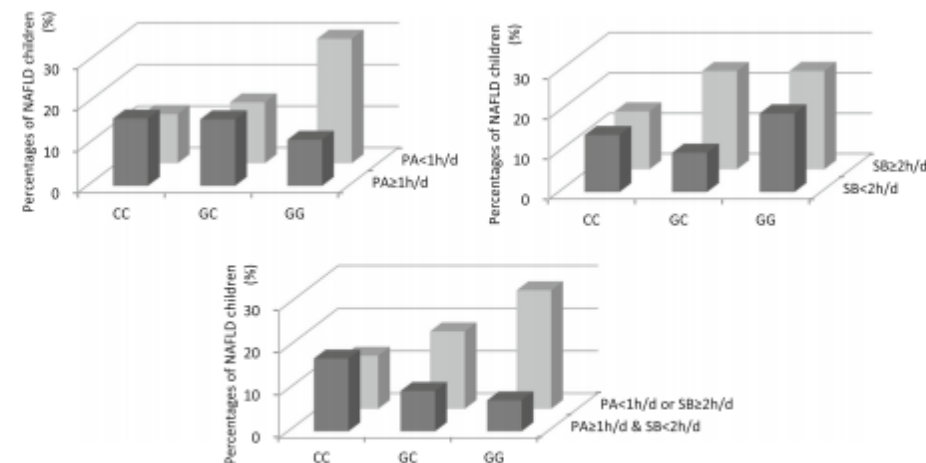 Percentages of NAFLD children
(%)
30
20
10
0
CC
GC
GG
PA<1h/d
PA≥1h/d
Percentages of NAFLD children
(%)
30
20
10
0
CC
GC
GG
SB≥2h/d
SB<2h/d
Percentages of NAFLD children
(%)
30
20
10
0
CC
GC
GG
PA<1h/d or SB≥2h/d
PA≥1h/d & SB<2h/d